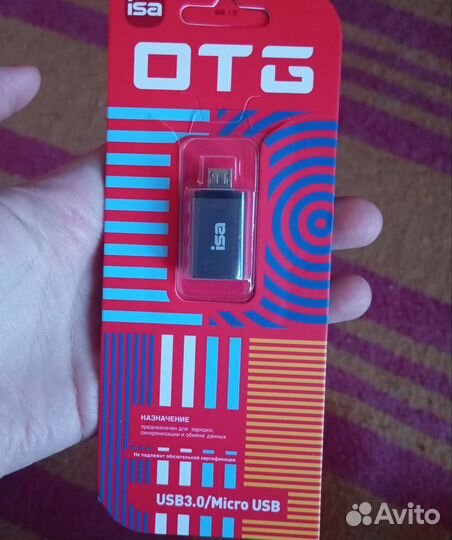 isa
OTG
isa
НАЗНАЧЕНИЕ
предназначен для зарядки,
синхронизации и обмена данных
Не подлежит обязательной сертификации
USB3.0/Micro USB
Avito